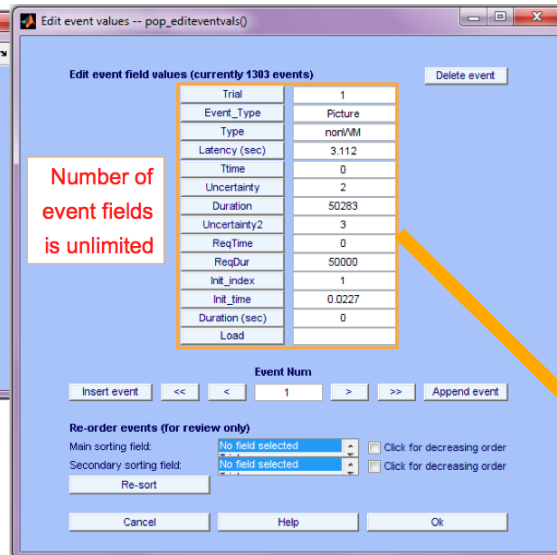 Edit event values -- pop_editeventvals()
Edit event field values (currently 1303 events)
Delete event
Trial 1
Event_Type Picture
Type nonWM
Latency (sec) 3.112
Ttime 0
Uncertainty 2
Duration 50283
Uncertainty2 3
ReqTime 0
ReqDur 50000
Init_index 1
Init_time 0.0227
Duration (sec) 0
Load
Number of
event fields
is unlimited
Event Num
Insert event << < 1 > >> Append event
Re-order events (for review only)
Main sorting field: No field selected Click for decreasing order
Secondary sorting field: No field selected Click for decreasing order
Re-sort
Cancel Help Ok